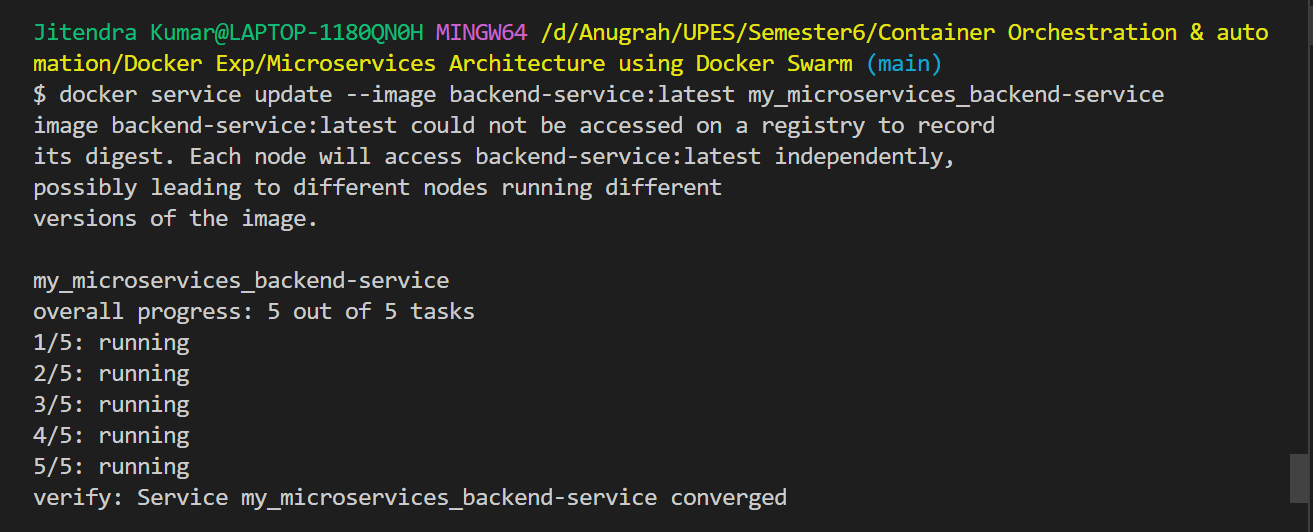 Jitendra Kumar@LAPTOP-1180QN0H MINGW64 /d/Anugrah/UPES/Semester6/Container Orchestration & auto
mation/Docker Exp/Microservices Architecture using Docker Swarm (main)
$ docker service update --image backend-service:latest my_microservices_backend-service
image backend-service:latest could not be accessed on a registry to record
its digest. Each node will access backend-service:latest independently,
possibly leading to different nodes running different
versions of the image.

my_microservices_backend-service
overall progress: 5 out of 5 tasks
1/5: running
2/5: running
3/5: running
4/5: running
5/5: running
verify: Service my_microservices_backend-service converged